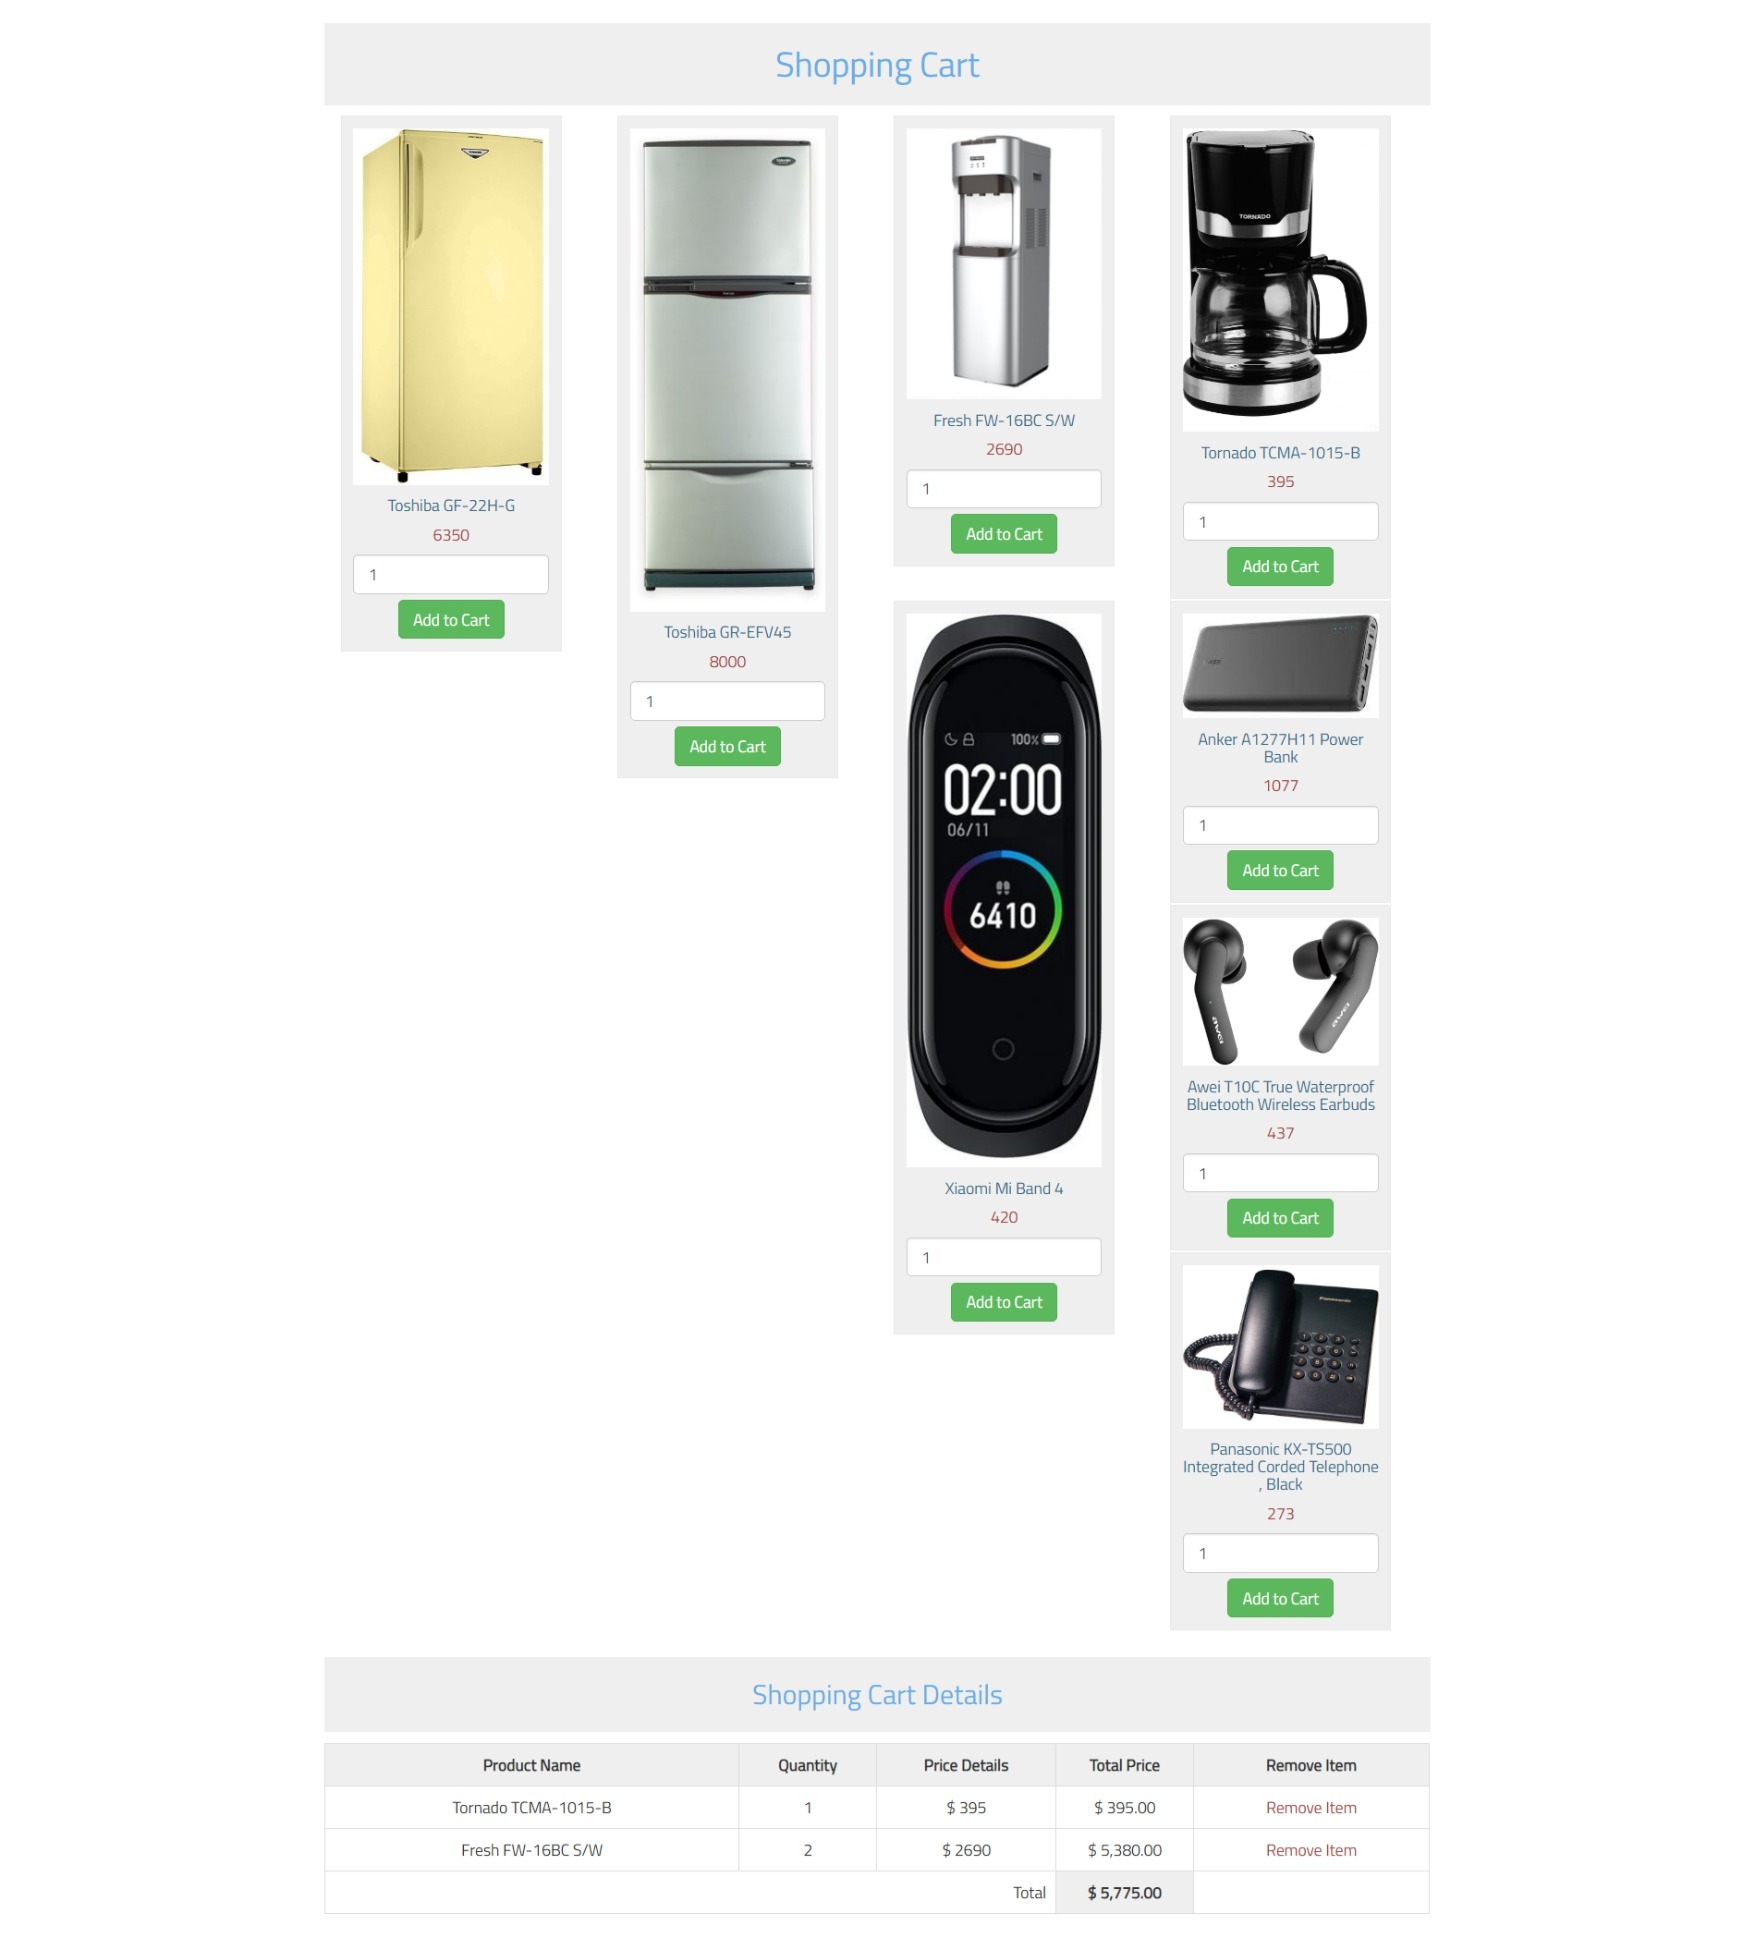 Shopping Cart
Toshiba GF-22H-G
6350
1
Add to Cart
Toshiba GR-EFV45
8000
1
Add to Cart
Fresh FW-16BC S/W
2690
1
Add to Cart
TORNADO
Tornado TCMA-1015-B
395
1
Add to Cart
100%
02:00
06/11
6410
Xiaomi Mi Band 4
420
1
Add to Cart
Anker A1277H11 Power
Bank
1077
1
Add to Cart
awei
awei
Awei T10C True Waterproof
Bluetooth Wireless Earbuds
437
1
Add to Cart
Panasonic
Panasonic KX-TS500
Integrated Corded Telephone
, Black
273
1
Add to Cart
Shopping Cart Details
Product Name Quantity Price Details Total Price Remove Item
Tornado TCMA-1015-B 1 $ 395 $ 395.00 Remove Item
Fresh FW-16BC S/W 2 $ 2690 $ 5,380.00 Remove Item
Total $ 5,775.00